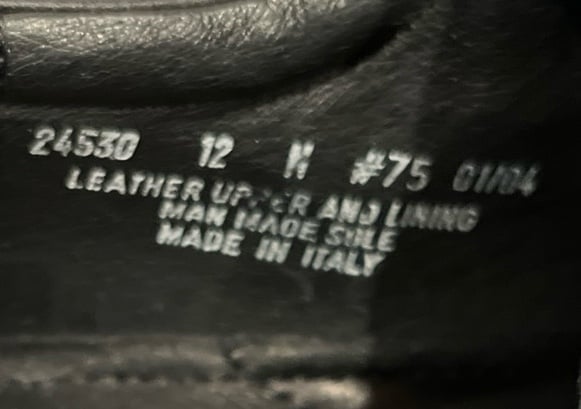 24530 12 M #75 01/04
LEATHER UPPER AND LINING
MAN MADE SOLE
MADE IN ITALY